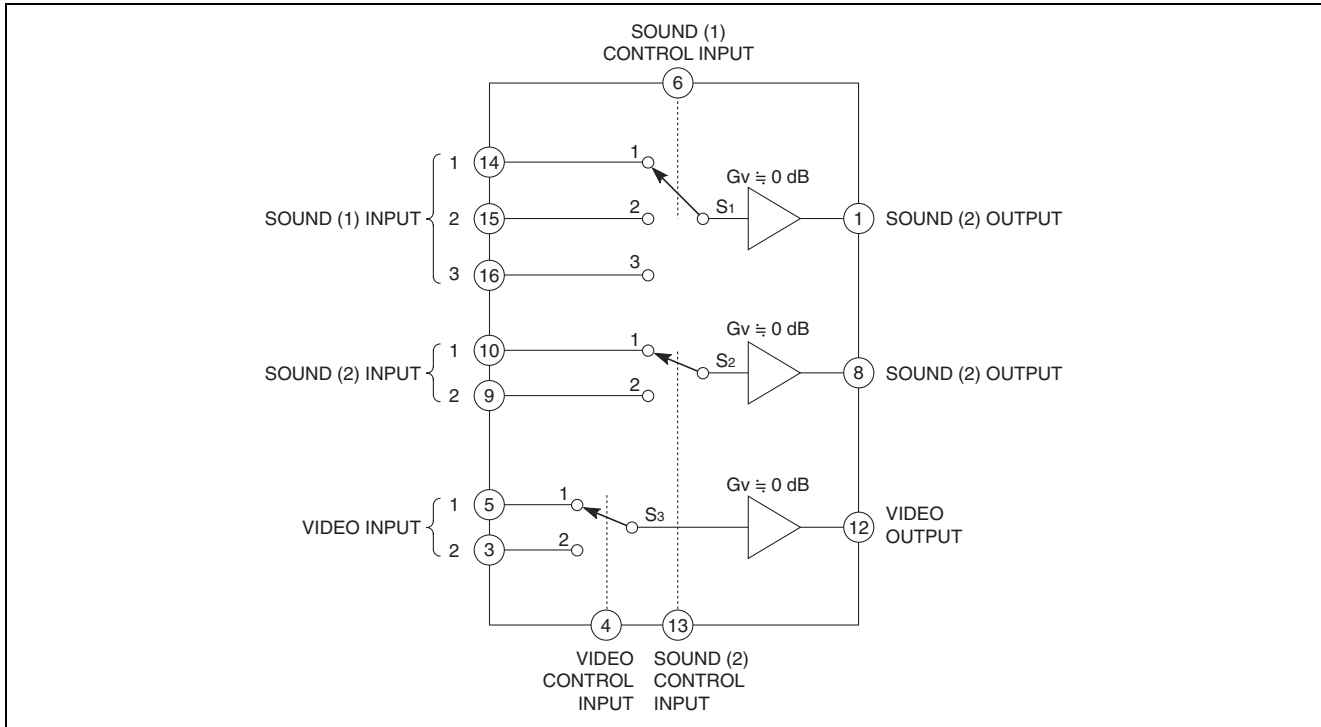 SOUND (1)
CONTROL INPUT
6
1 14 1 Gv ≒ 0 dB
SOUND (1) INPUT 2 15 2 S1 1 SOUND (2) OUTPUT
3 16 3
1 10 1 Gv ≒ 0 dB
SOUND (2) INPUT S2 8 SOUND (2) OUTPUT
2 9 2
1 5 1 Gv ≒ 0 dB
VIDEO INPUT S3 12 VIDEO
OUTPUT
2 3 2
4 13
VIDEO SOUND (2)
CONTROL CONTROL
INPUT INPUT